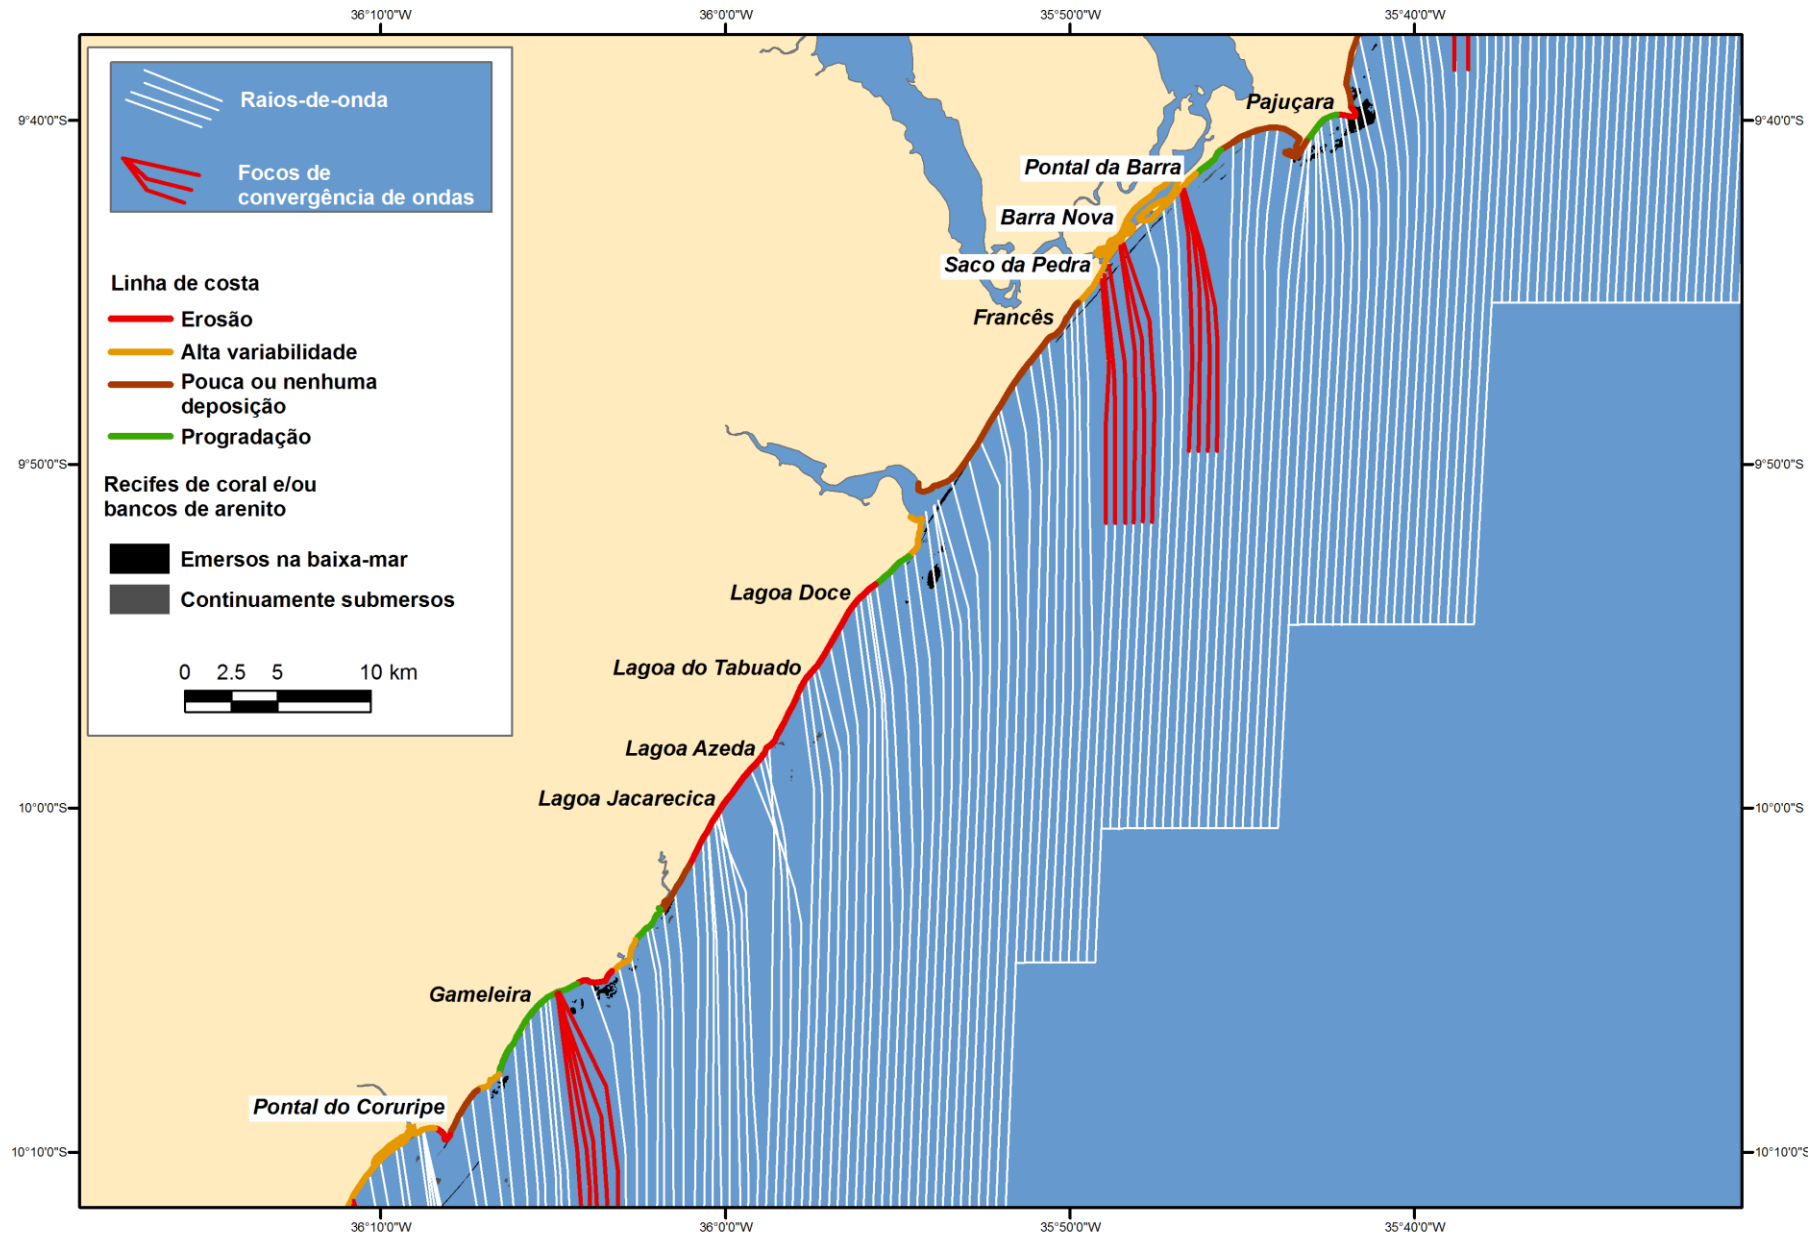 36°10'0"W
36°0'0"W
35°50'0"W
35°40'0"W
Raios-de-onda
Focos de
convergência de ondas
Linha de costa
Erosão
Alta variabilidade
Pouca ou nenhuma
deposição
Progradação
Recifes de coral e/ou
bancos de arenito
Emersos na baixa-mar
Continuamente submersos
0 2.5 5 10 km
Pajuçara
9°40'0"S
9°40'0"S
Pontal da Barra
Barra Nova
Saco da Pedra
Francês
9°50'0"S
9°50'0"S
Lagoa Doce
Lagoa do Tabuado
Lagoa Azeda
Lagoa Jacarecica
10°0'0"S
10°0'0"S
Gameleira
Pontal do Coruripe
10°10'0"S
10°10'0"S
36°10'0"W
36°0'0"W
35°50'0"W
35°40'0"W